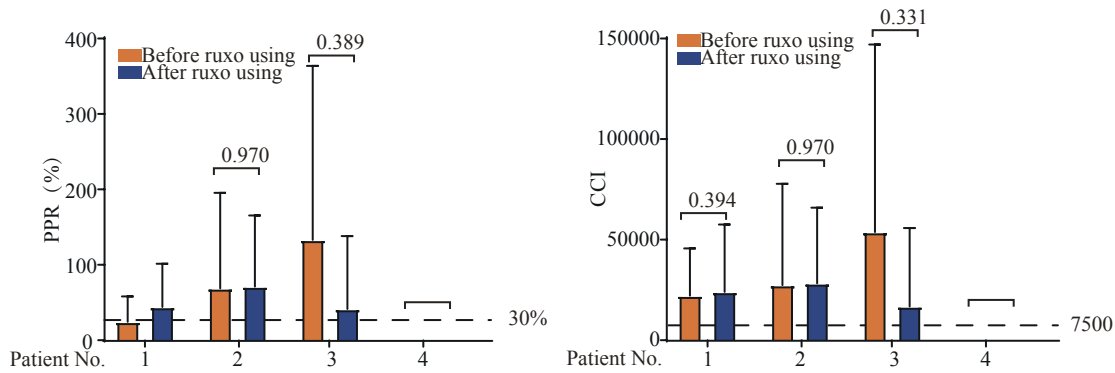 400
300
200
100
0
PPR (%)
Before ruxo using
After ruxo using
0.970
0.389
30%
Patient No. 1 2 3 4
150000
100000
50000
0
CCI
Before ruxo using
After ruxo using
0.394
0.970
0.331
7500
Patient No. 1 2 3 4